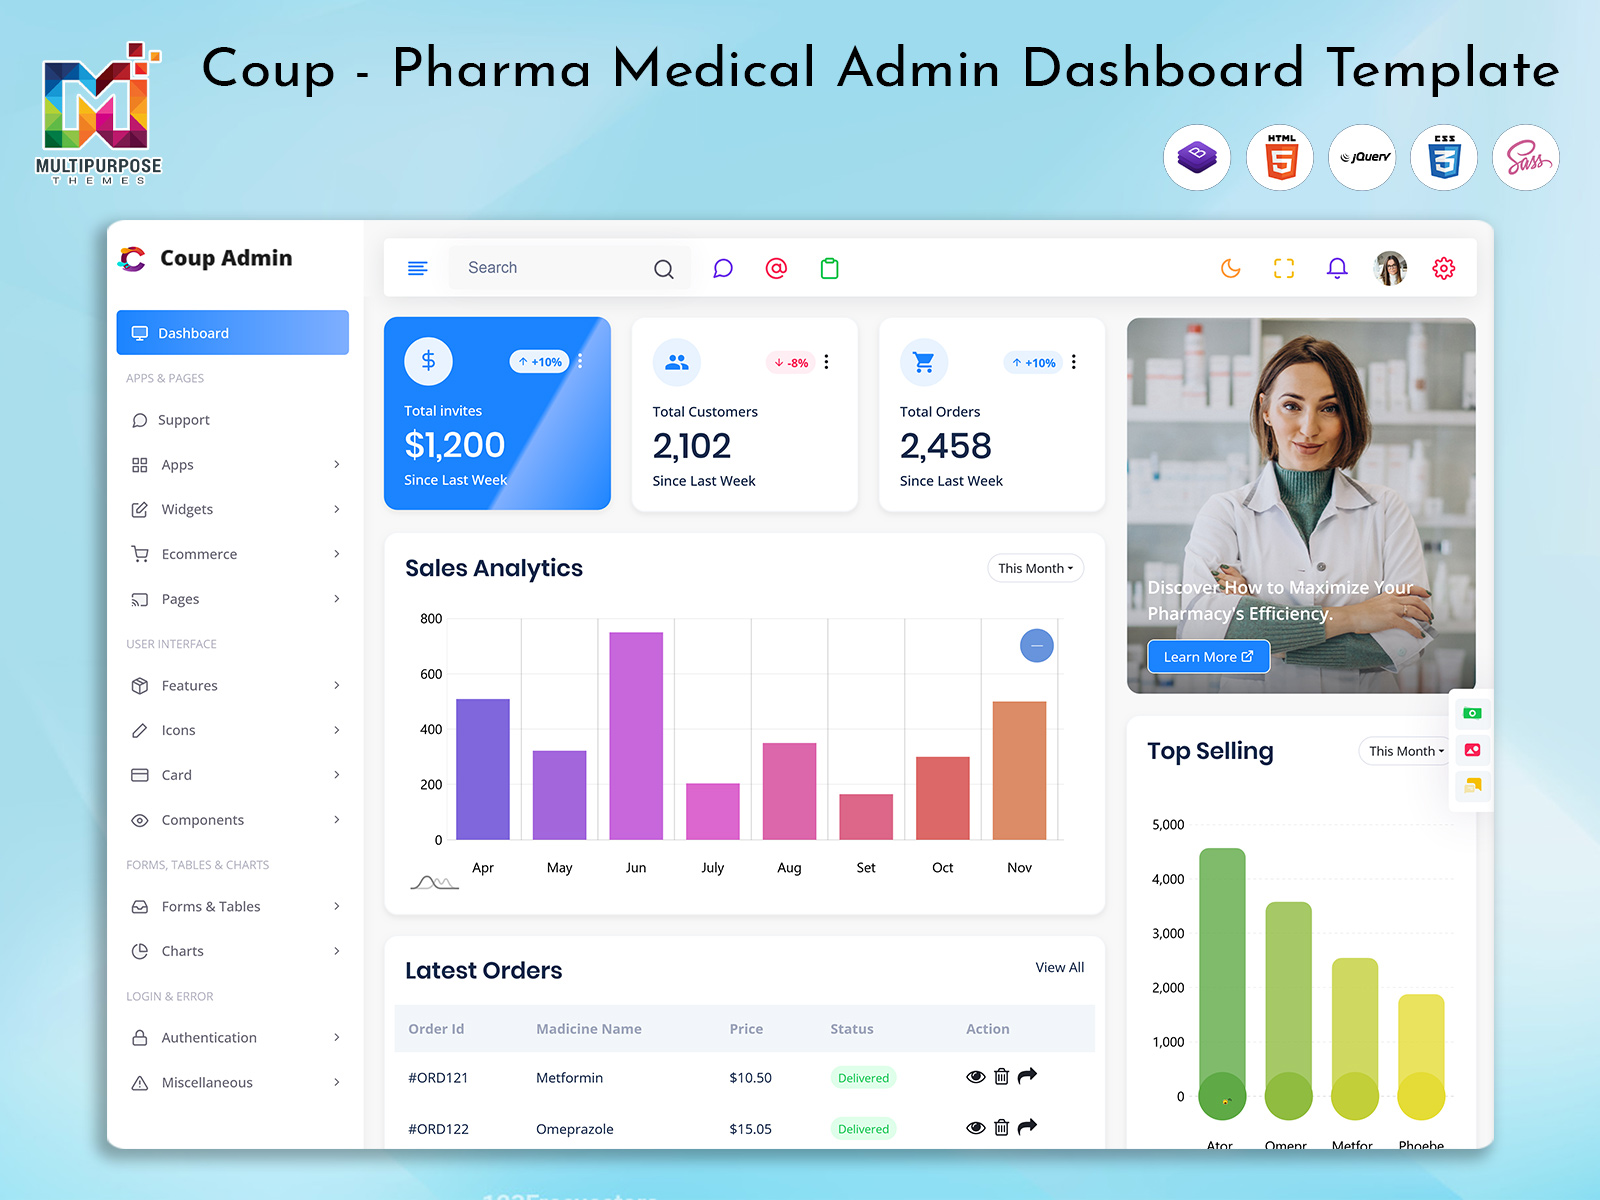 Coup - Pharma Medical Admin Dashboard Template
MULTIPURPOSE
THEMES
HTML
5
jQuery
CSS
3
Sass
Coup Admin
Search
Dashboard
APPS & PAGES
Support
Apps
Widgets
Ecommerce
Pages
USER INTERFACE
Features
Icons
Card
Components
FORMS, TABLES & CHARTS
Forms & Tables
Charts
LOGIN & ERROR
Authentication
Miscellaneous
$
+10%
Total invites
$1,200
Since Last Week
-8%
Total Customers
2,102
Since Last Week
+10%
Total Orders
2,458
Since Last Week
Discover How to Maximize Your
Pharmacy's Efficiency.
Learn More
Sales Analytics
This Month
800
600
400
200
0
Apr May Jun July Aug Set Oct Nov
Top Selling
This Month
5,000
4,000
3,000
2,000
1,000
0
Ator Omepr Metfor Phoebe
Latest Orders
View All
Order Id Madicine Name Price Status Action
#ORD121 Metformin $10.50 Delivered
#ORD122 Omeprazole $15.05 Delivered